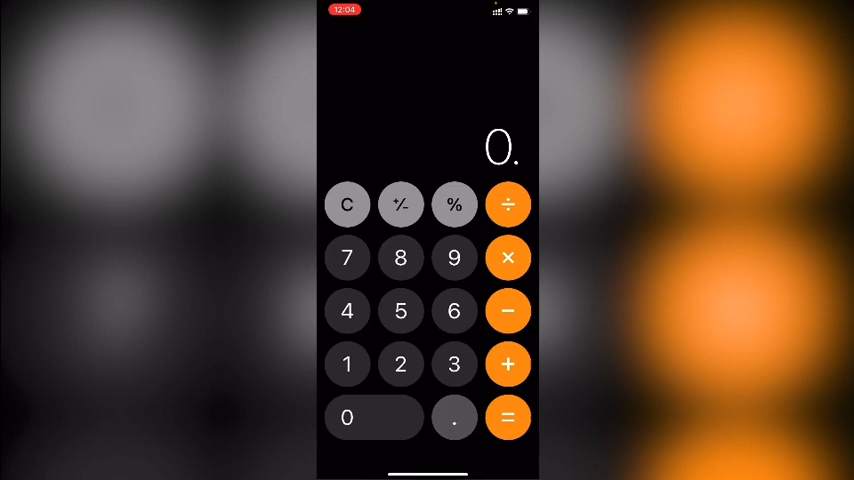 12:04
0.
C +/- % ÷
7 8 9 ×
4 5 6 −
1 2 3 +
0 . =